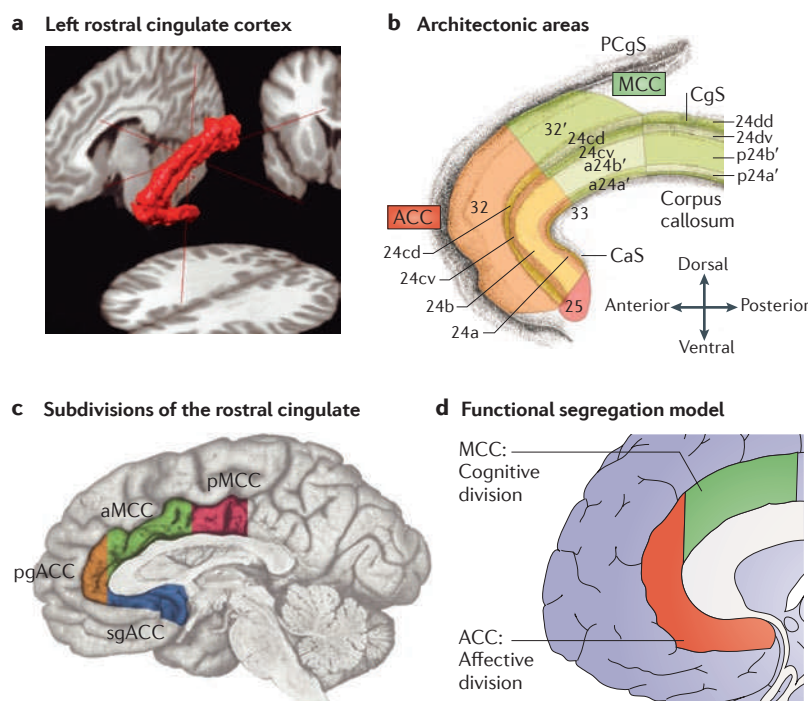 a Left rostral cingulate cortex
b Architectonic areas
PCgS
MCC
CgS
32′
24cd
24cv
a24b′
a24a′
24dd
24dv
p24b′
p24a′
Corpus
callosum
ACC
32
33
24cd
24cv
24b
24a
25
CaS
Dorsal
Anterior
Posterior
Ventral
c Subdivisions of the rostral cingulate
pMCC
aMCC
pgACC
sgACC
d Functional segregation model
MCC:
Cognitive
division
ACC:
Affective
division